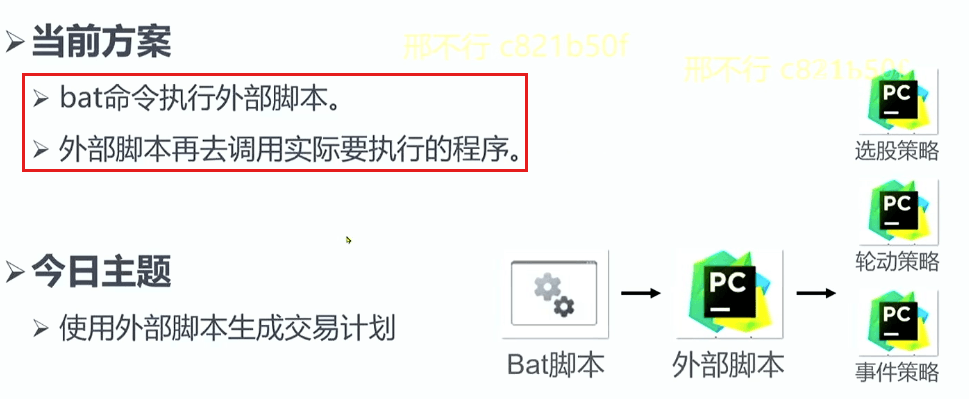 当前方案
邢不行 c821b50f
邢不行 c821b50f
bat命令执行外部脚本。
外部脚本再去调用实际要执行的程序。
PC
选股策略
PC
轮动策略
今日主题
使用外部脚本生成交易计划
PC
Bat脚本
外部脚本
PC
事件策略